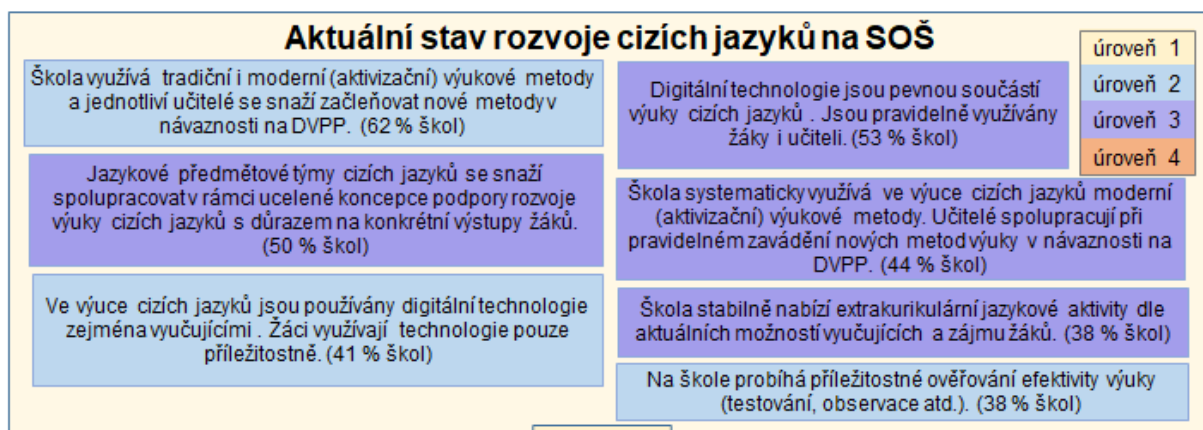 Aktuální stav rozvoje cizích jazyků na SOŠ
úroveň 1
úroveň 2
úroveň 3
úroveň 4
Škola využívá tradiční i moderní (aktivizační) výukové metody
a jednotliví učitelé se snaží začleňovat nové metody v
návaznosti na DVPP. (62 % škol)
Digitální technologie jsou pevnou součástí
výuky cizích jazyků . Jsou pravidelně využívány
žáky i učiteli. (53 % škol)
Jazykové předmětové týmy cizích jazyků se snaží
spolupracovat v rámci ucelené koncepce podpory rozvoje
výuky cizích jazyků s důrazem na konkrétní výstupy žáků.
(50 % škol)
Škola systematicky využívá ve výuce cizích jazyků moderní
(aktivizační) výukové metody. Učitelé spolupracují při
pravidelném zavádění nových metod výuky v návaznosti na
DVPP. (44 % škol)
Ve výuce cizích jazyků jsou používány digitální technologie
zejména vyučujícími . Žáci využívají technologie pouze
příležitostně. (41 % škol)
Škola stabilně nabízí extrakurikulární jazykové aktivity dle
aktuálních možností vyučujících a zájmu žáků. (38 % škol)
Na škole probíhá příležitostné ověřování efektivity výuky
(testování, observace atd.). (38 % škol)